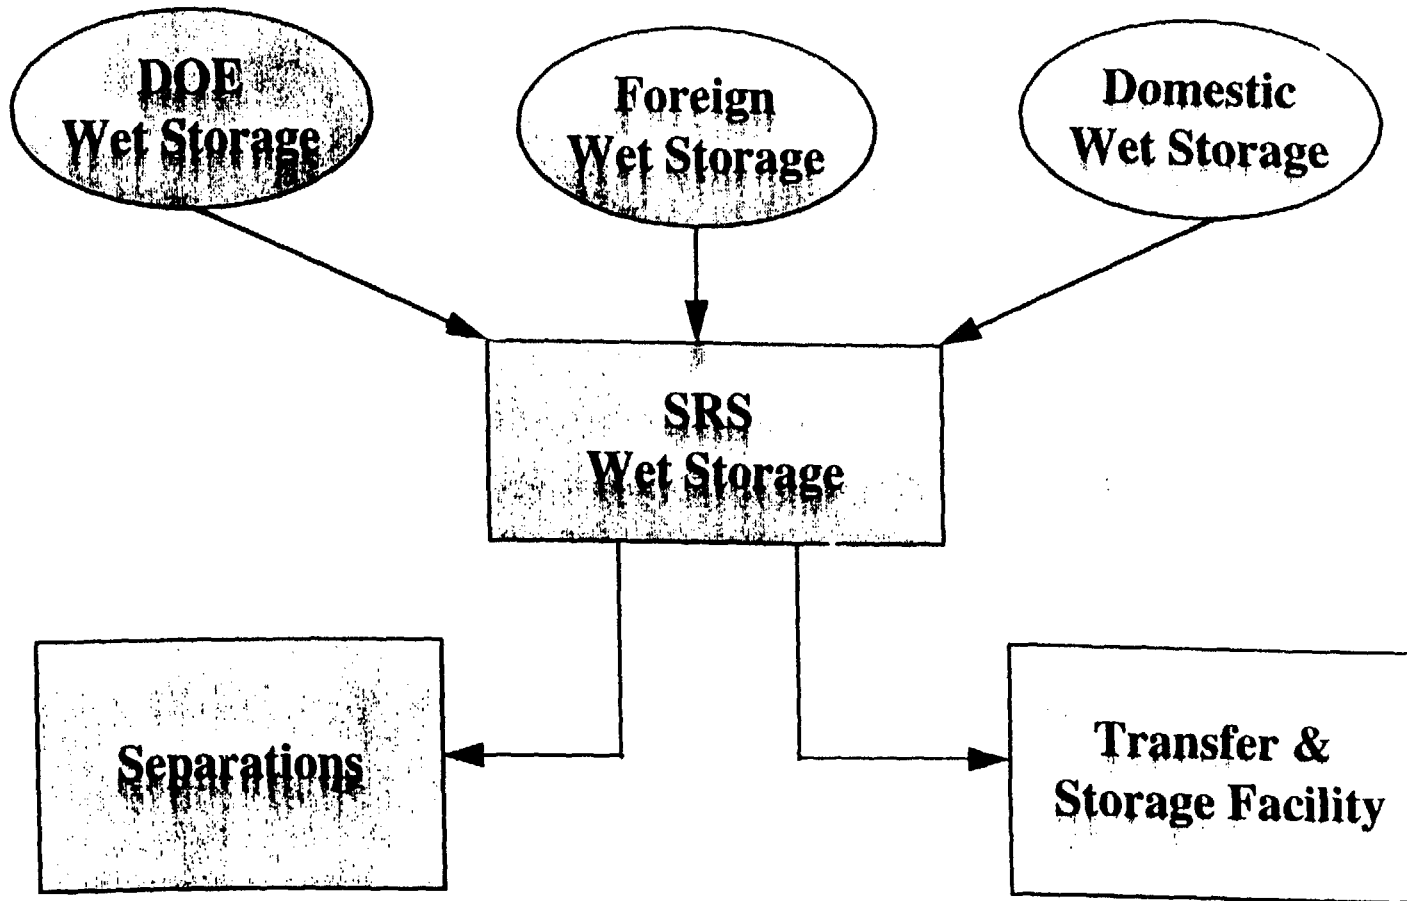 DOE
Wet Storage
Foreign
Wet Storage
Domestic
Wet Storage
SRS
Wet Storage
Separations
Transfer &
Storage Facility